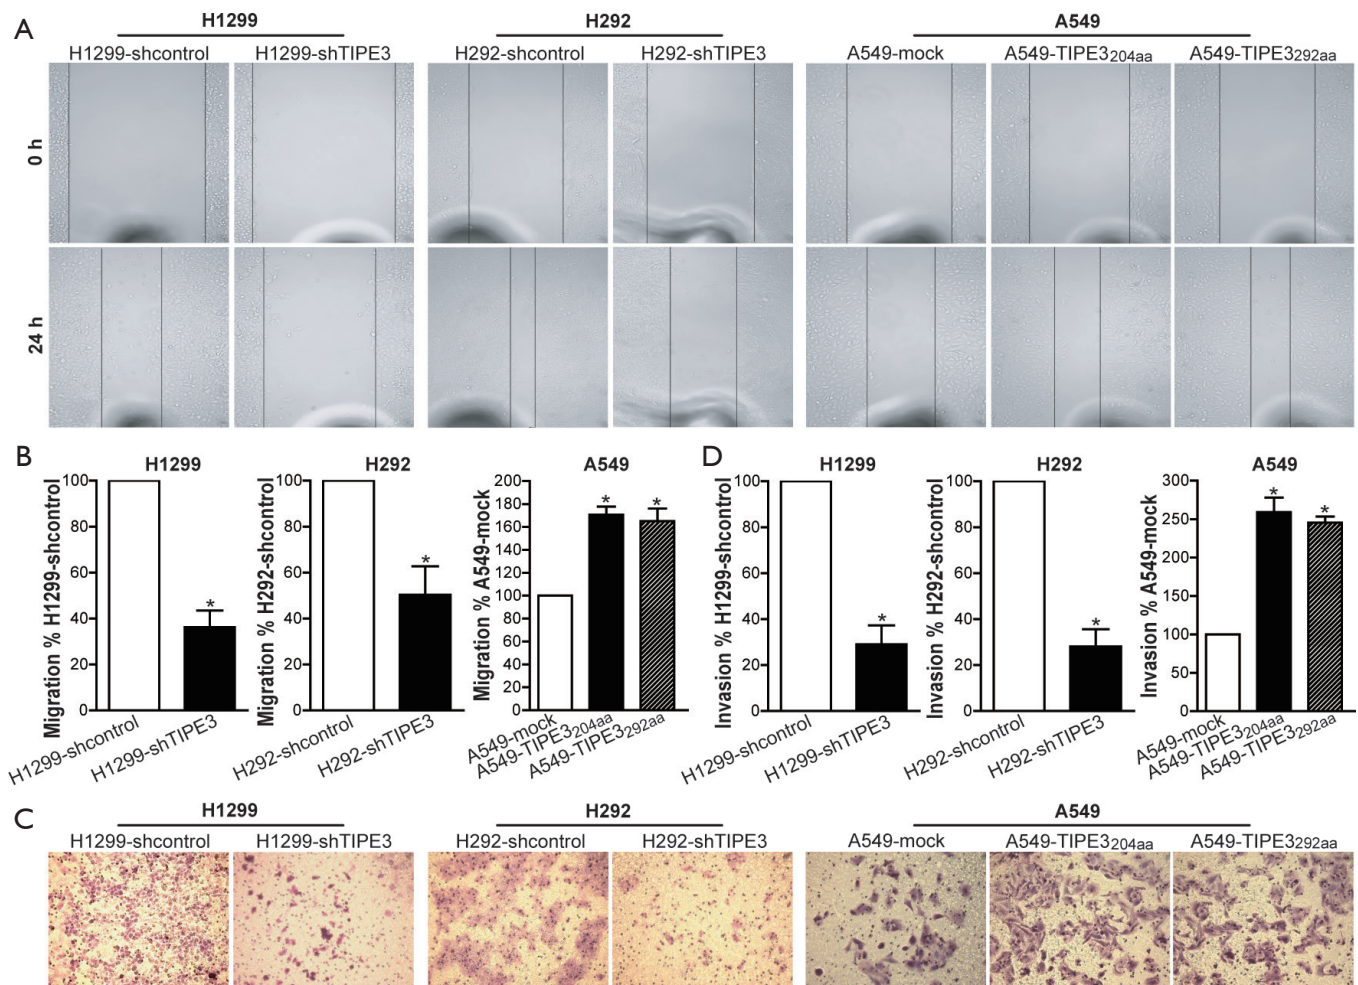 A
H1299
H292
A549
H1299-shcontrol
H1299-shTIPE3
H292-shcontrol
H292-shTIPE3
A549-mock
A549-TIPE3204aa
A549-TIPE3292aa
0 h
24 h
B
H1299
Migration % H1299-shcontrol
100
80
60
40
20
0
*
H1299-shcontrol
H1299-shTIPE3
H292
Migration % H292-shcontrol
100
80
60
40
20
0
*
H292-shcontrol
H292-shTIPE3
A549
Migration % A549-mock
200
180
160
140
120
100
80
60
40
20
0
*
*
A549-mock
A549-TIPE3204aa
A549-TIPE3292aa
D
H1299
Invasion % H1299-shcontrol
100
80
60
40
20
0
*
H1299-shcontrol
H1299-shTIPE3
H292
Invasion % H292-shcontrol
100
80
60
40
20
0
*
H292-shcontrol
H292-shTIPE3
A549
Invasion % A549-mock
300
250
200
150
100
50
0
*
*
A549-mock
A549-TIPE3204aa
A549-TIPE3292aa
C
H1299
H292
A549
H1299-shcontrol
H1299-shTIPE3
H292-shcontrol
H292-shTIPE3
A549-mock
A549-TIPE3204aa
A549-TIPE3292aa